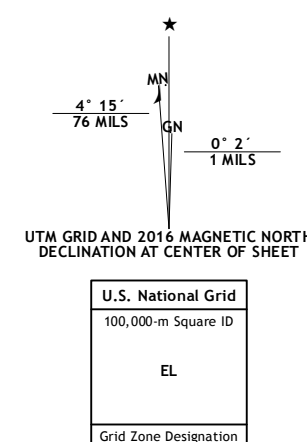 ★
MN
4° 15´
76 MILS
GN
0° 2´
1 MILS
UTM GRID AND 2016 MAGNETIC NORTH
DECLINATION AT CENTER OF SHEET
U.S. National Grid
100,000-m Square ID
EL
Grid Zone Designation